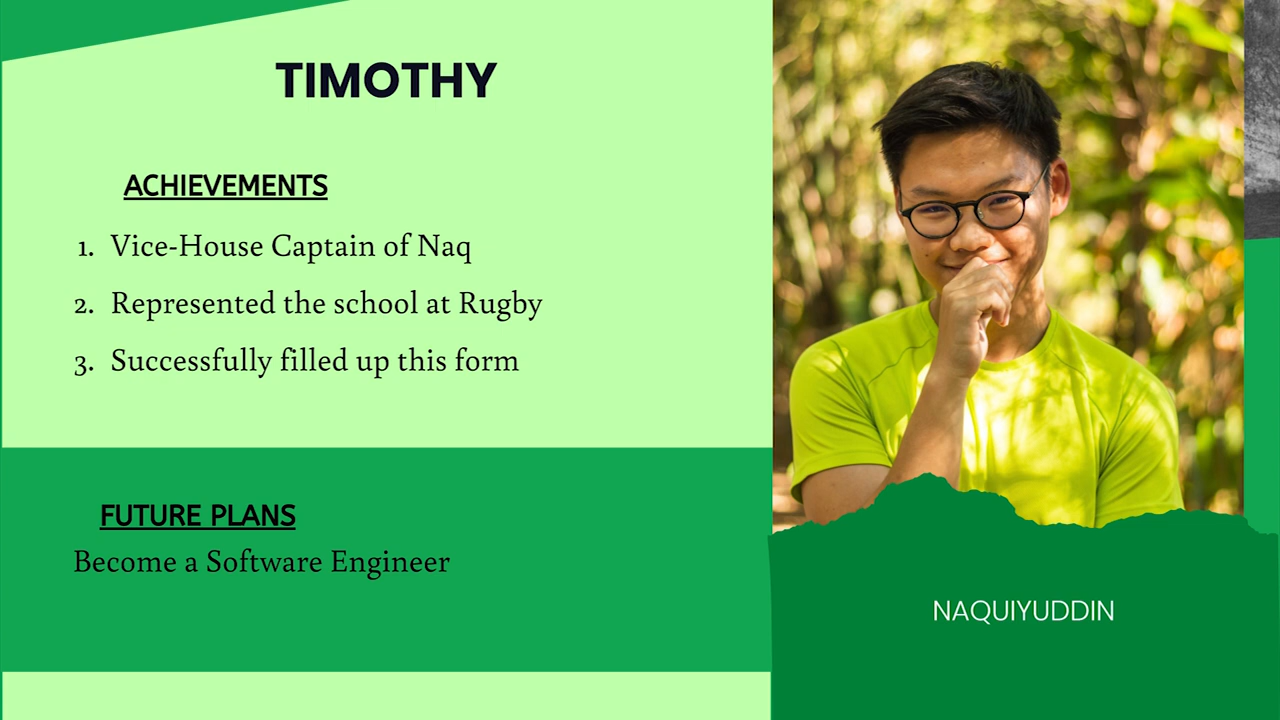 TIMOTHY
ACHIEVEMENTS
1. Vice-House Captain of Naq
2. Represented the school at Rugby
3. Successfully filled up this form
FUTURE PLANS
Become a Software Engineer
NAQUIYUDDIN